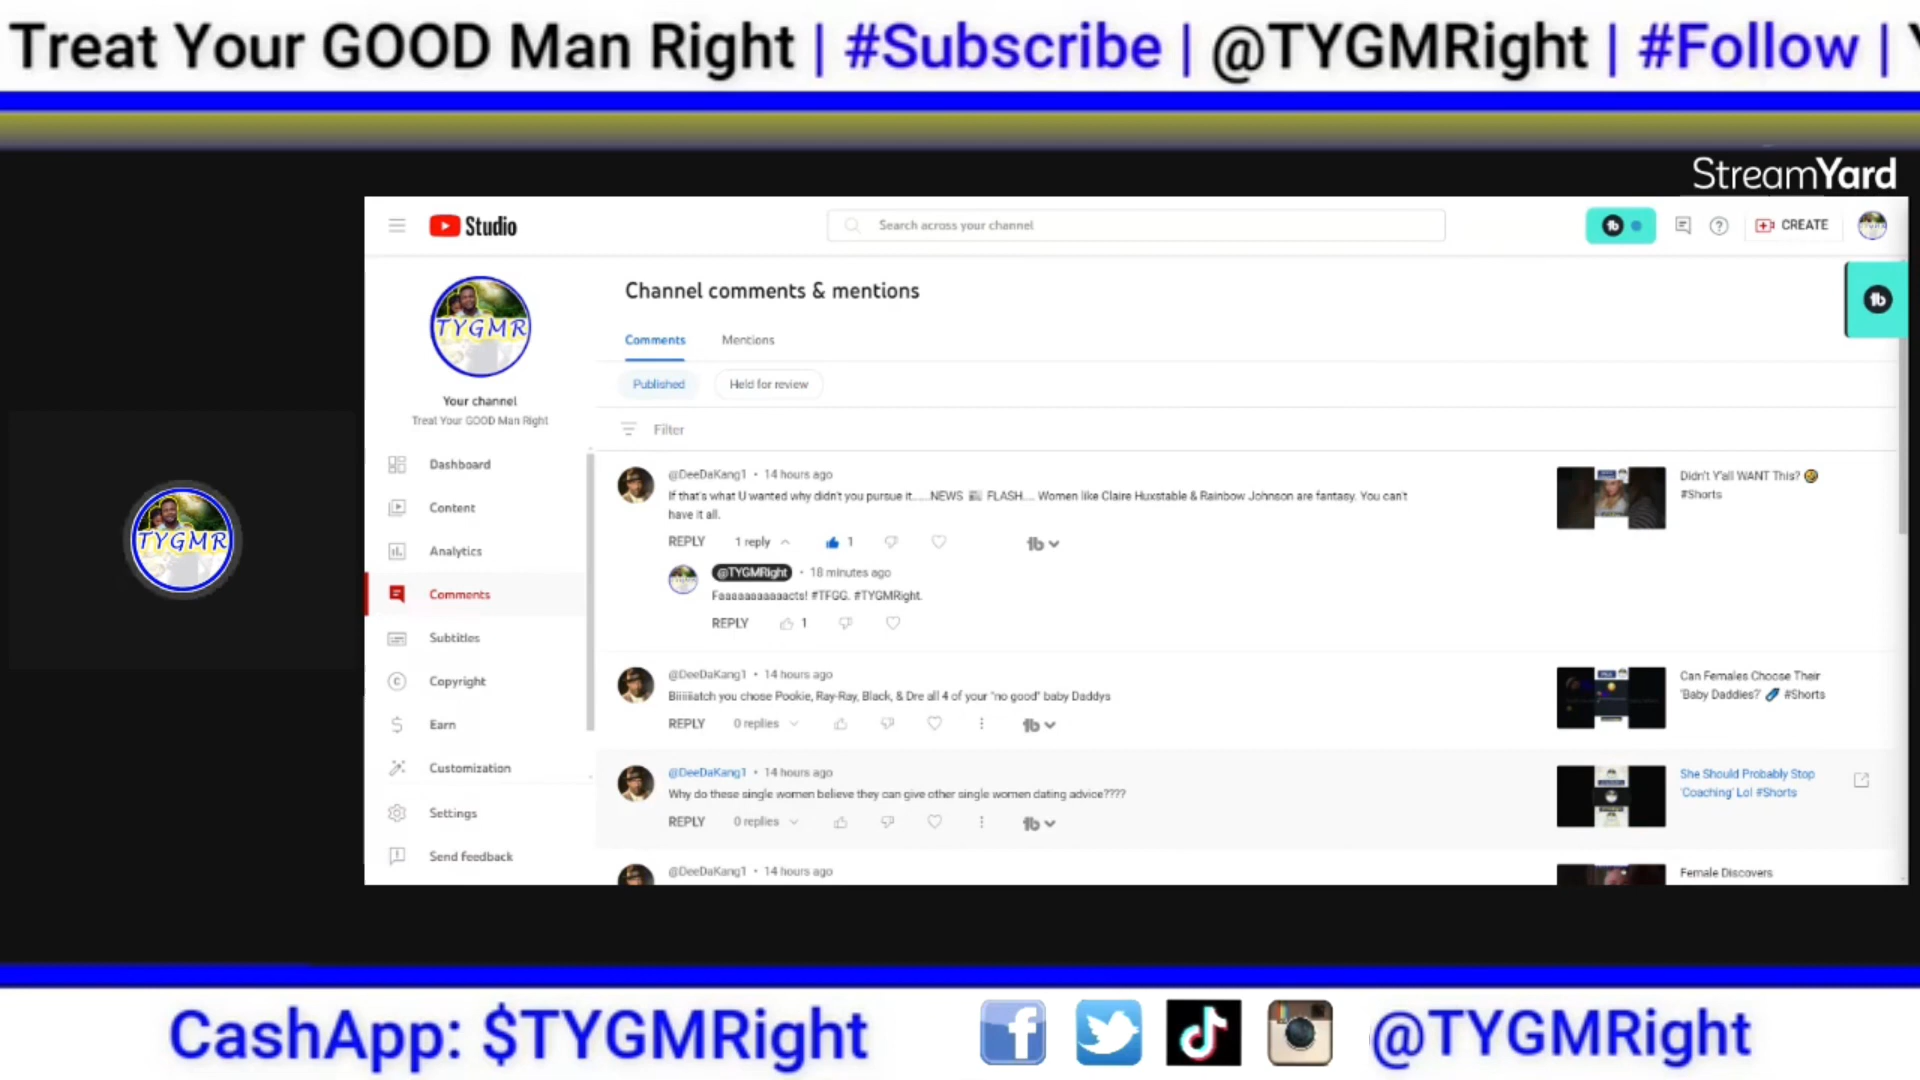 Treat Your GOOD Man Right | #Subscribe | @TYGMRight | #Follow | Y
StreamYard
Studio
Search across your channel
CREATE
TYGMR
Your channel
Treat Your GOOD Man Right
Dashboard
Content
Analytics
Comments
Subtitles
Copyright
Earn
Customization
Settings
Send feedback
TYGMR
Channel comments & mentions
Comments
Mentions
Published
Held for review
Filter
@DeeDaKang1 • 14 hours ago
If that's what U wanted why didn't you pursue it......NEWS 📰 FLASH.... Women like Claire Huxstable & Rainbow Johnson are fantasy. You can't
have it all.
REPLY 1 reply 1
Didn't Y'all WANT This? 🤣
#Shorts
@TYGMRight • 18 minutes ago
Faaaaaaaaaaacts! #TFGG. #TYGMRight.
REPLY 1
@DeeDaKang1 • 14 hours ago
Biiiiiatch you chose Pookie, Ray-Ray, Black, & Dre all 4 of your "no good" baby Daddys
REPLY 0 replies
Can Females Choose Their
'Baby Daddies?' 🧷 #Shorts
@DeeDaKang1 • 14 hours ago
Why do these single women believe they can give other single women dating advice????
REPLY 0 replies
She Should Probably Stop
'Coaching' Lol #Shorts
@DeeDaKang1 • 14 hours ago
Female Discovers
CashApp: $TYGMRight
@TYGMRight